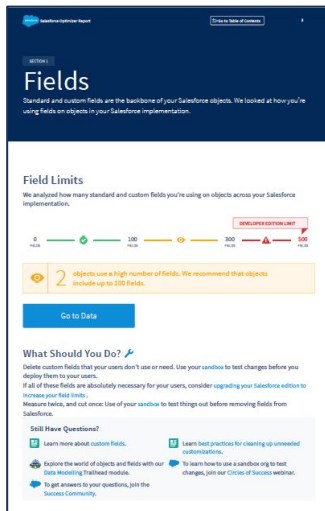 Salesforce Optimizer Report
Go to Table of Contents
SECTION 1
Fields
Standard and custom fields are the backbone of your Salesforce objects. We looked at how you're
using fields on objects in your Salesforce implementation.
Field Limits
We analyzed how many standard and custom fields you're using on objects across your Salesforce
implementation.
DEVELOPER EDITION LIMIT
0 100 300 500
FIELDS FIELDS FIELDS FIELDS
2 objects use a high number of fields. We recommend that objects
include up to 100 fields.
Go to Data
What Should You Do?
Delete custom fields that your users don't use or need. Use your sandbox to test changes before you
deploy them to your users.
If all of these fields are absolutely necessary for your users, consider upgrading your Salesforce edition to
increase your field limits .
Measure twice, and cut once: Use of your sandbox to test things out before removing fields from
Salesforce.
Still Have Questions?
Learn more about custom fields.
Explore the world of objects and fields with our
Data Modelling Trailhead module.
To get answers to your questions, join the
Success Community.
Learn best practices for cleaning up unneeded
customizations.
To learn how to use a sandbox org to test
changes, join our Circles of Success webinar.